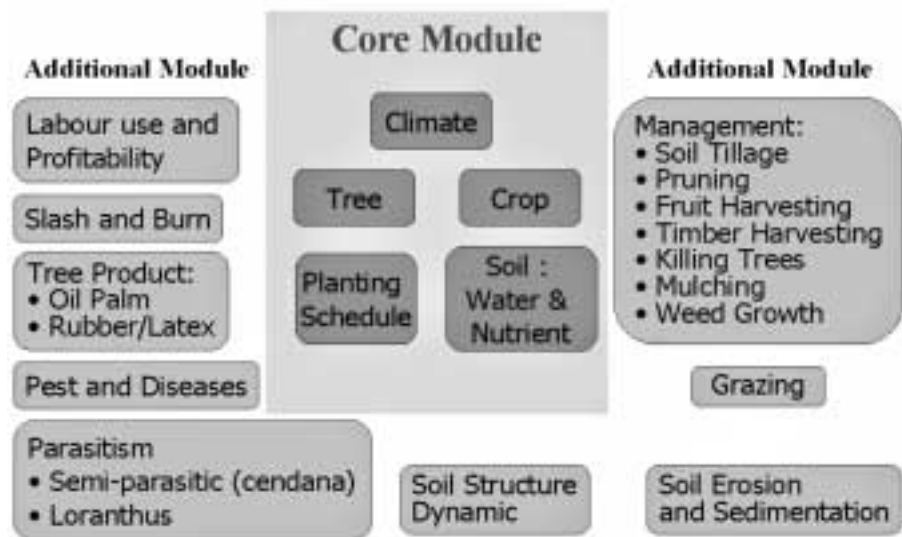 Core Module
Climate
Tree
Crop
Planting
Schedule
Soil :
Water &
Nutrient
Additional Module
Labour use and
Profitability
Slash and Burn
Tree Product:
• Oil Palm
• Rubber/Latex
Pest and Diseases
Parasitism
• Semi-parasitic (cendana)
• Loranthus
Additional Module
Management:
• Soil Tillage
• Pruning
• Fruit Harvesting
• Timber Harvesting
• Killing Trees
• Mulching
• Weed Growth
Grazing
Soil Structure
Dynamic
Soil Erosion
and Sedimentation